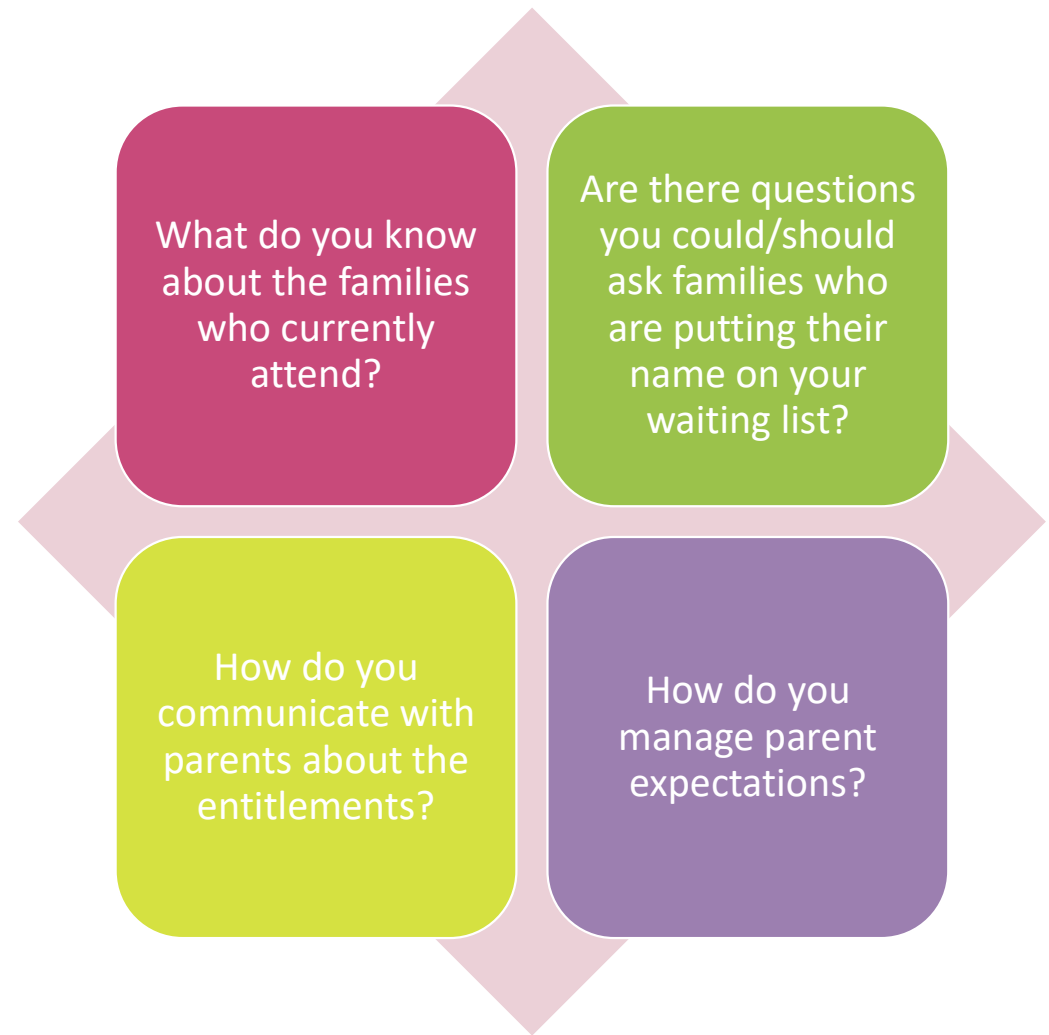 What do you know
about the families
who currently
attend?
Are there questions
you could/should
ask families who
are putting their
name on your
waiting list?
How do you
communicate with
parents about the
entitlements?
How do you
manage parent
expectations?